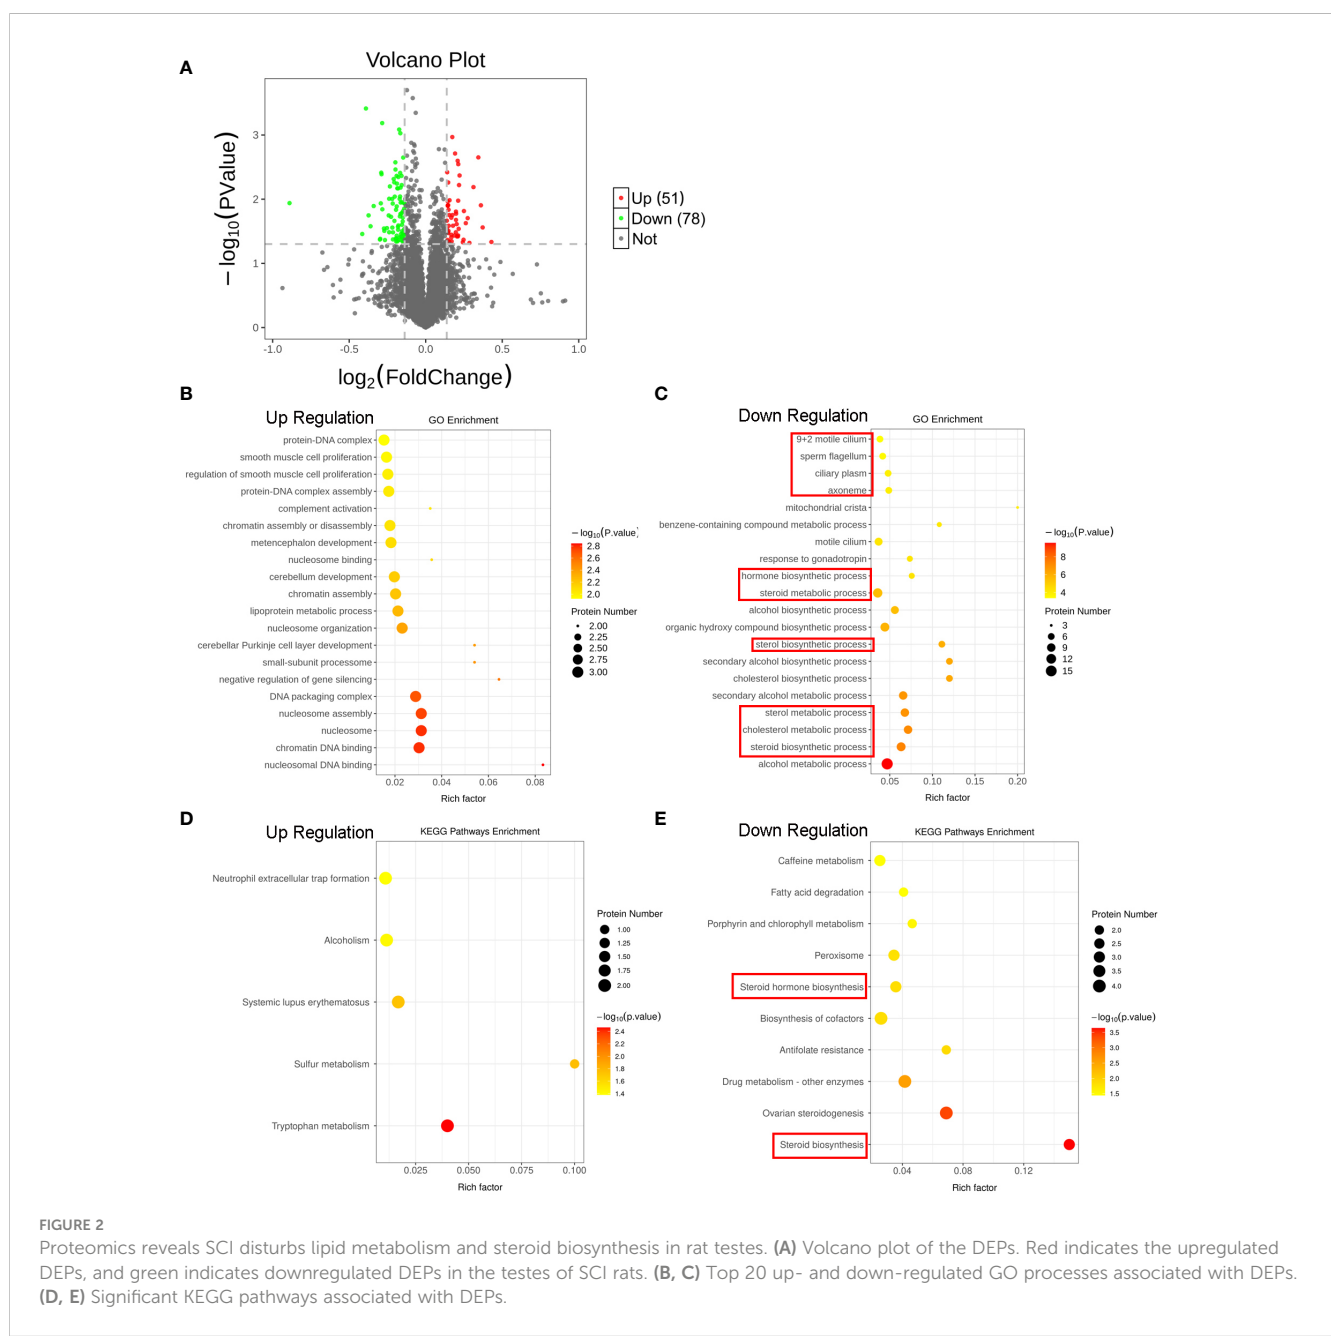 A
Volcano Plot
−log10(PValue)
3
2
1
0
-1.0 -0.5 0.0 0.5 1.0
log2(FoldChange)
Up (51)
Down (78)
Not
B
Up Regulation
GO Enrichment
protein-DNA complex
smooth muscle cell proliferation
regulation of smooth muscle cell proliferation
protein-DNA complex assembly
complement activation
chromatin assembly or disassembly
metencephalon development
nucleosome binding
cerebellum development
chromatin assembly
lipoprotein metabolic process
nucleosome organization
cerebellar Purkinje cell layer development
small-subunit processome
negative regulation of gene silencing
DNA packaging complex
nucleosome assembly
nucleosome
chromatin DNA binding
nucleosomal DNA binding
0.02 0.04 0.06 0.08
Rich factor
−log10(P.value)
2.8
2.6
2.4
2.2
2.0
Protein Number
2.00
2.25
2.50
2.75
3.00
C
Down Regulation
GO Enrichment
9+2 motile cilium
sperm flagellum
ciliary plasm
axoneme
mitochondrial crista
benzene-containing compound metabolic process
motile cilium
response to gonadotropin
hormone biosynthetic process
steroid metabolic process
alcohol biosynthetic process
organic hydroxy compound biosynthetic process
sterol biosynthetic process
secondary alcohol biosynthetic process
cholesterol biosynthetic process
secondary alcohol metabolic process
sterol metabolic process
cholesterol metabolic process
steroid biosynthetic process
alcohol metabolic process
0.05 0.10 0.15 0.20
Rich factor
−log10(P.value)
8
6
4
Protein Number
3
6
9
12
15
D
Up Regulation
KEGG Pathways Enrichment
Neutrophil extracellular trap formation
Alcoholism
Systemic lupus erythematosus
Sulfur metabolism
Tryptophan metabolism
0.025 0.050 0.075 0.100
Rich factor
Protein Number
1.00
1.25
1.50
1.75
2.00
−log10(p.value)
2.4
2.2
2.0
1.8
1.6
1.4
E
Down Regulation
KEGG Pathways Enrichment
Caffeine metabolism
Fatty acid degradation
Porphyrin and chlorophyll metabolism
Peroxisome
Steroid hormone biosynthesis
Biosynthesis of cofactors
Antifolate resistance
Drug metabolism - other enzymes
Ovarian steroidogenesis
Steroid biosynthesis
0.04 0.08 0.12
Rich factor
Protein Number
2.0
2.5
3.0
3.5
4.0
−log10(p.value)
3.5
3.0
2.5
2.0
1.5
FIGURE 2
Proteomics reveals SCI disturbs lipid metabolism and steroid biosynthesis in rat testes. (A) Volcano plot of the DEPs. Red indicates the upregulated
DEPs, and green indicates downregulated DEPs in the testes of SCI rats. (B, C) Top 20 up- and down-regulated GO processes associated with DEPs.
(D, E) Significant KEGG pathways associated with DEPs.